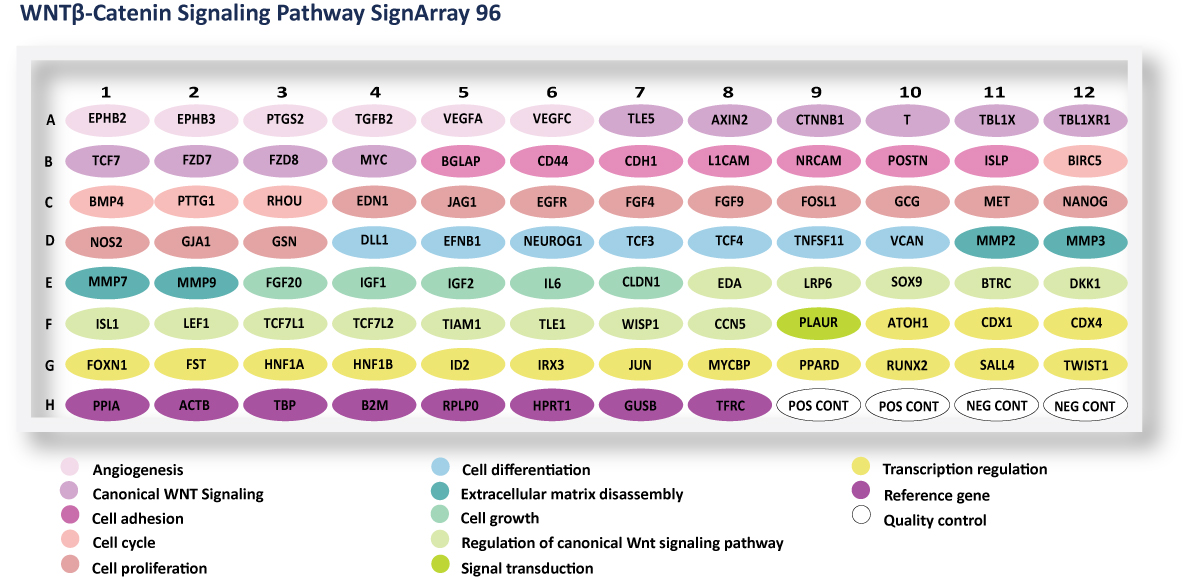 WNTβ-Catenin Signaling Pathway SignArray 96
1 2 3 4 5 6 7 8 9 10 11 12
A EPHB2 EPHB3 PTGS2 TGFB2 VEGFA VEGFC TLE5 AXIN2 CTNNB1 T TBL1X TBL1XR1
B TCF7 FZD7 FZD8 MYC BGLAP CD44 CDH1 L1CAM NRCAM POSTN ISLP BIRC5
C BMP4 PTTG1 RHOU EDN1 JAG1 EGFR FGF4 FGF9 FOSL1 GCG MET NANOG
D NOS2 GJA1 GSN DLL1 EFNB1 NEUROG1 TCF3 TCF4 TNFSF11 VCAN MMP2 MMP3
E MMP7 MMP9 FGF20 IGF1 IGF2 IL6 CLDN1 EDA LRP6 SOX9 BTRC DKK1
F ISL1 LEF1 TCF7L1 TCF7L2 TIAM1 TLE1 WISP1 CCN5 PLAUR ATOH1 CDX1 CDX4
G FOXN1 FST HNF1A HNF1B ID2 IRX3 JUN MYCBP PPARD RUNX2 SALL4 TWIST1
H PPIA ACTB TBP B2M RPLP0 HPRT1 GUSB TFRC POS CONT POS CONT NEG CONT NEG CONT
Angiogenesis
Canonical WNT Signaling
Cell adhesion
Cell cycle
Cell proliferation
Cell differentiation
Extracellular matrix disassembly
Cell growth
Regulation of canonical Wnt signaling pathway
Signal transduction
Transcription regulation
Reference gene
Quality control